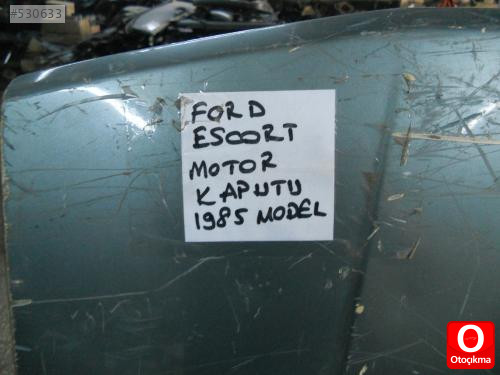 #530633
FORD
ESCORT
MOTOR
KAPUTU
1985 MODEL
O
Otoçıkma